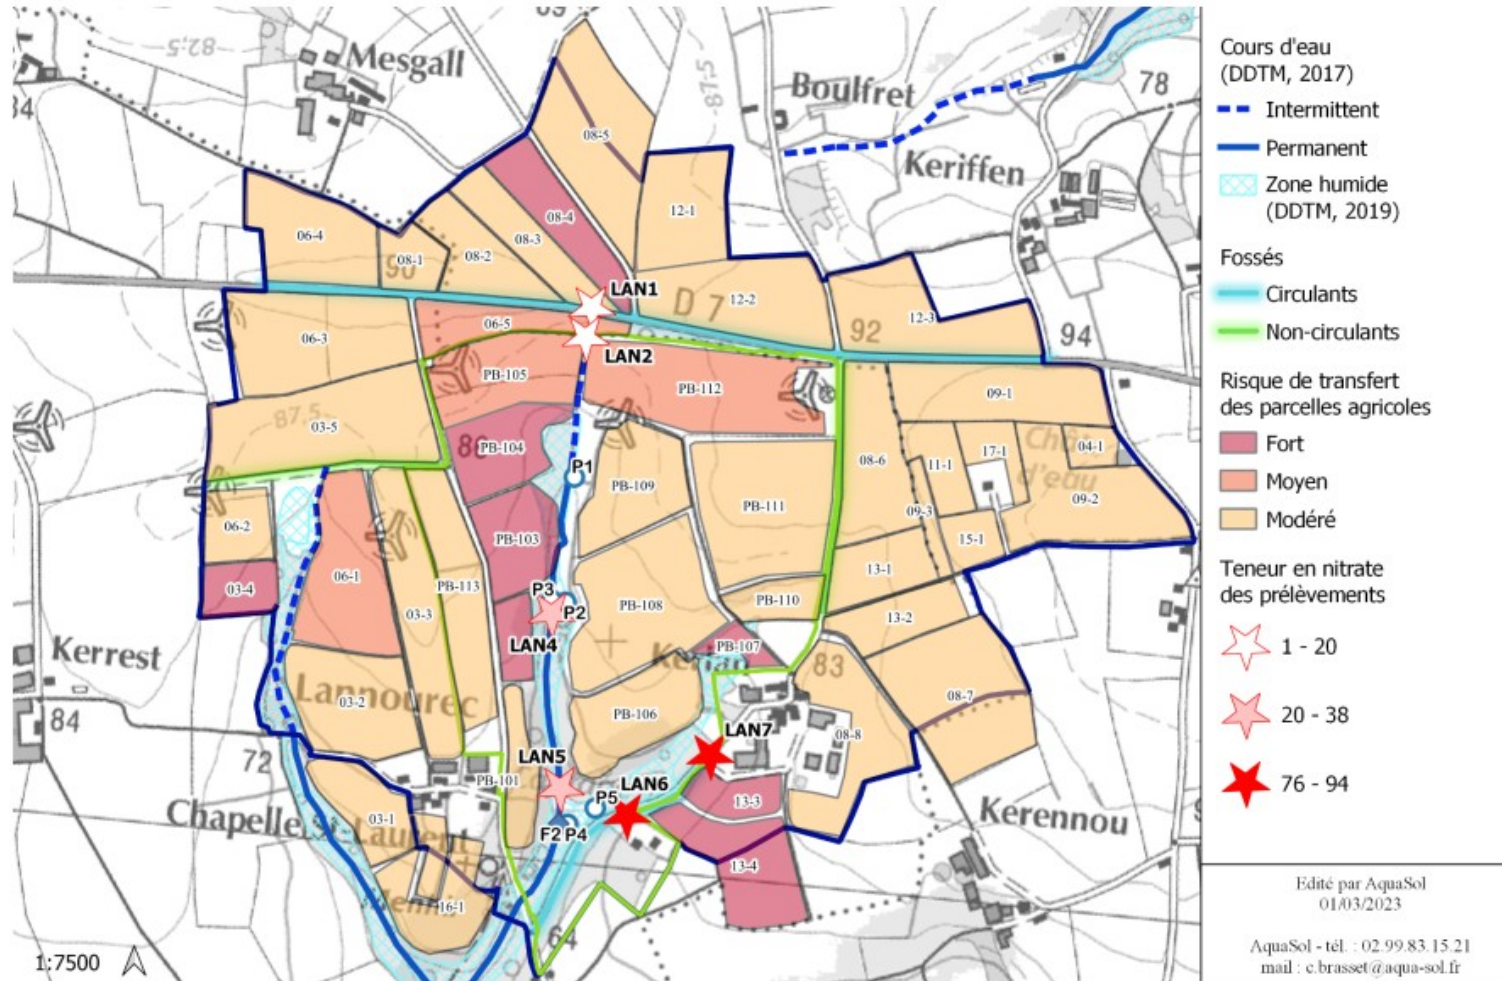 69
82,5
Mesgall
84
87,5
Boulfret
78
Keriffen
08-5
12-1
08-4
06-4
08-3
08-2
08-1
90
LAN1
D 7
12-2
12-3
92
94
06-5
06-3
LAN2
PB-105
PB-112
09-1
87,5
03-5
86
PB-104
Chât
d'eau
17-1
04-1
08-6
11-1
P1
PB-109
PB-111
09-3
09-2
06-2
PB-103
15-1
03-4
06-1
PB-113
03-3
P3
P2
PB-108
PB-110
13-1
13-2
LAN4
PB-107
Kerrest
83
Lannourec
03-2
PB-106
08-7
84
72
08-8
LAN7
LAN5
PB-101
LAN6
P5
13-3
Chapelle St-Laurent
03-1
F2
P4
Kerennou
13-4
16-1
64
1:7500
Cours d'eau
(DDTM, 2017)
Intermittent
Permanent
Zone humide
(DDTM, 2019)
Fossés
Circulants
Non-circulants
Risque de transfert
des parcelles agricoles
Fort
Moyen
Modéré
Teneur en nitrate
des prélèvements
1 - 20
20 - 38
76 - 94
Edité par AquaSol
01/03/2023
AquaSol - tél. : 02.99.83.15.21
mail : c.brasset@aqua-sol.fr